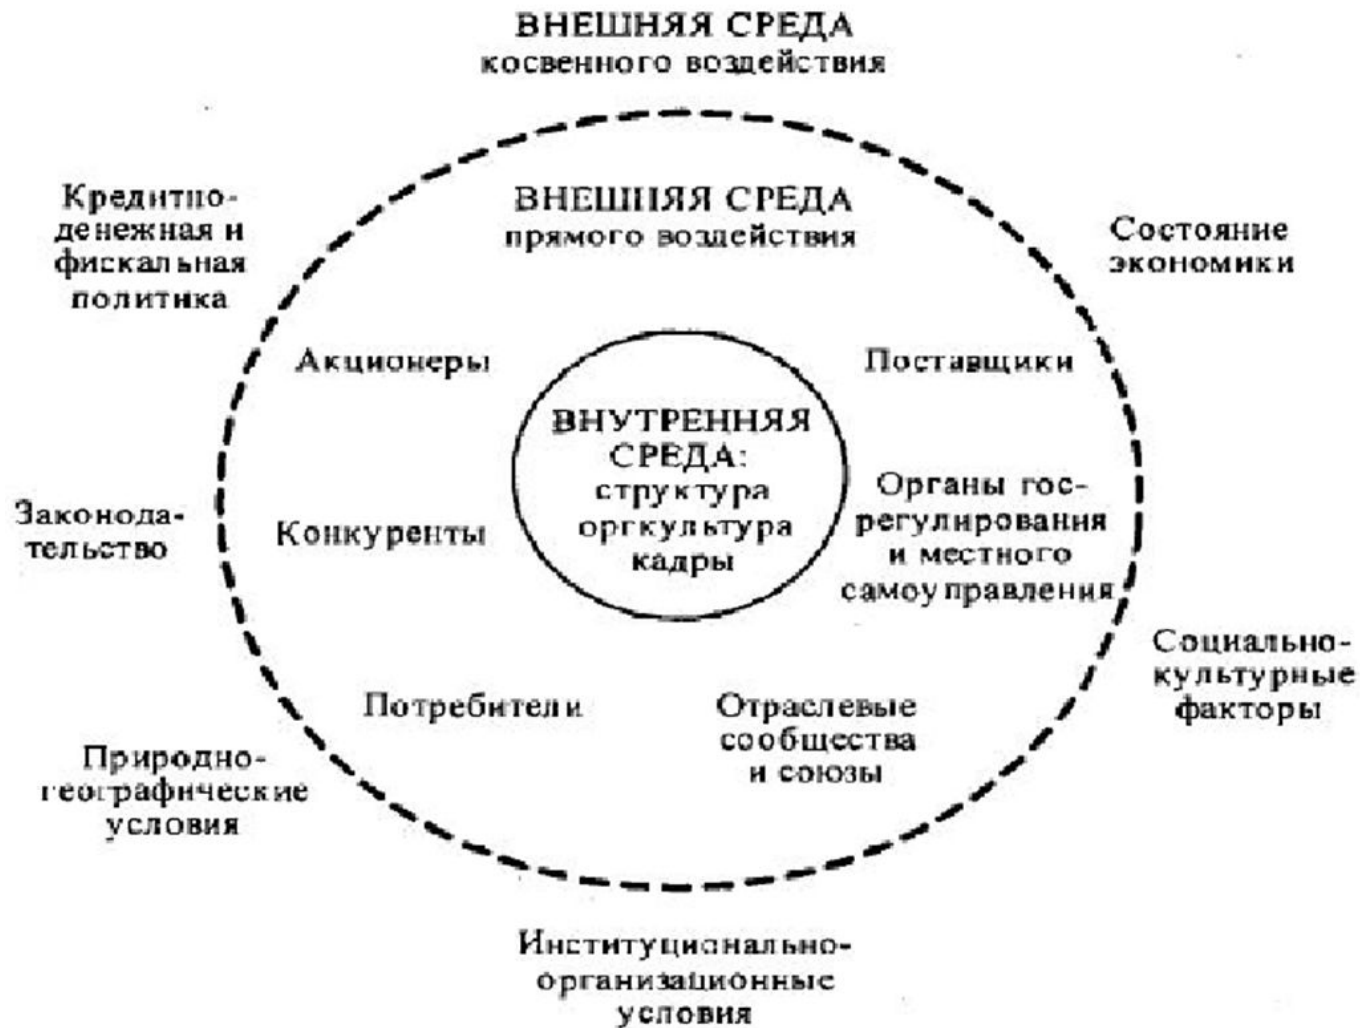 ВНЕШНЯЯ СРЕДА
косвенного воздействия
Кредитно-
денежная и
фискальная
политика
ВНЕШНЯЯ СРЕДА
прямого воздействия
Состояние
экономики
Акционеры
Поставщики
ВНУТРЕННЯЯ
СРЕДА:
структура
оргкультура
кадры
Законода-
тельство
Конкуренты
Органы гос-
регулирования
и местного
самоуправления
Социально-
культурные
факторы
Потребители
Отраслевые
сообщества
и союзы
Природно-
географические
условия
Институционально-
организационные
условия